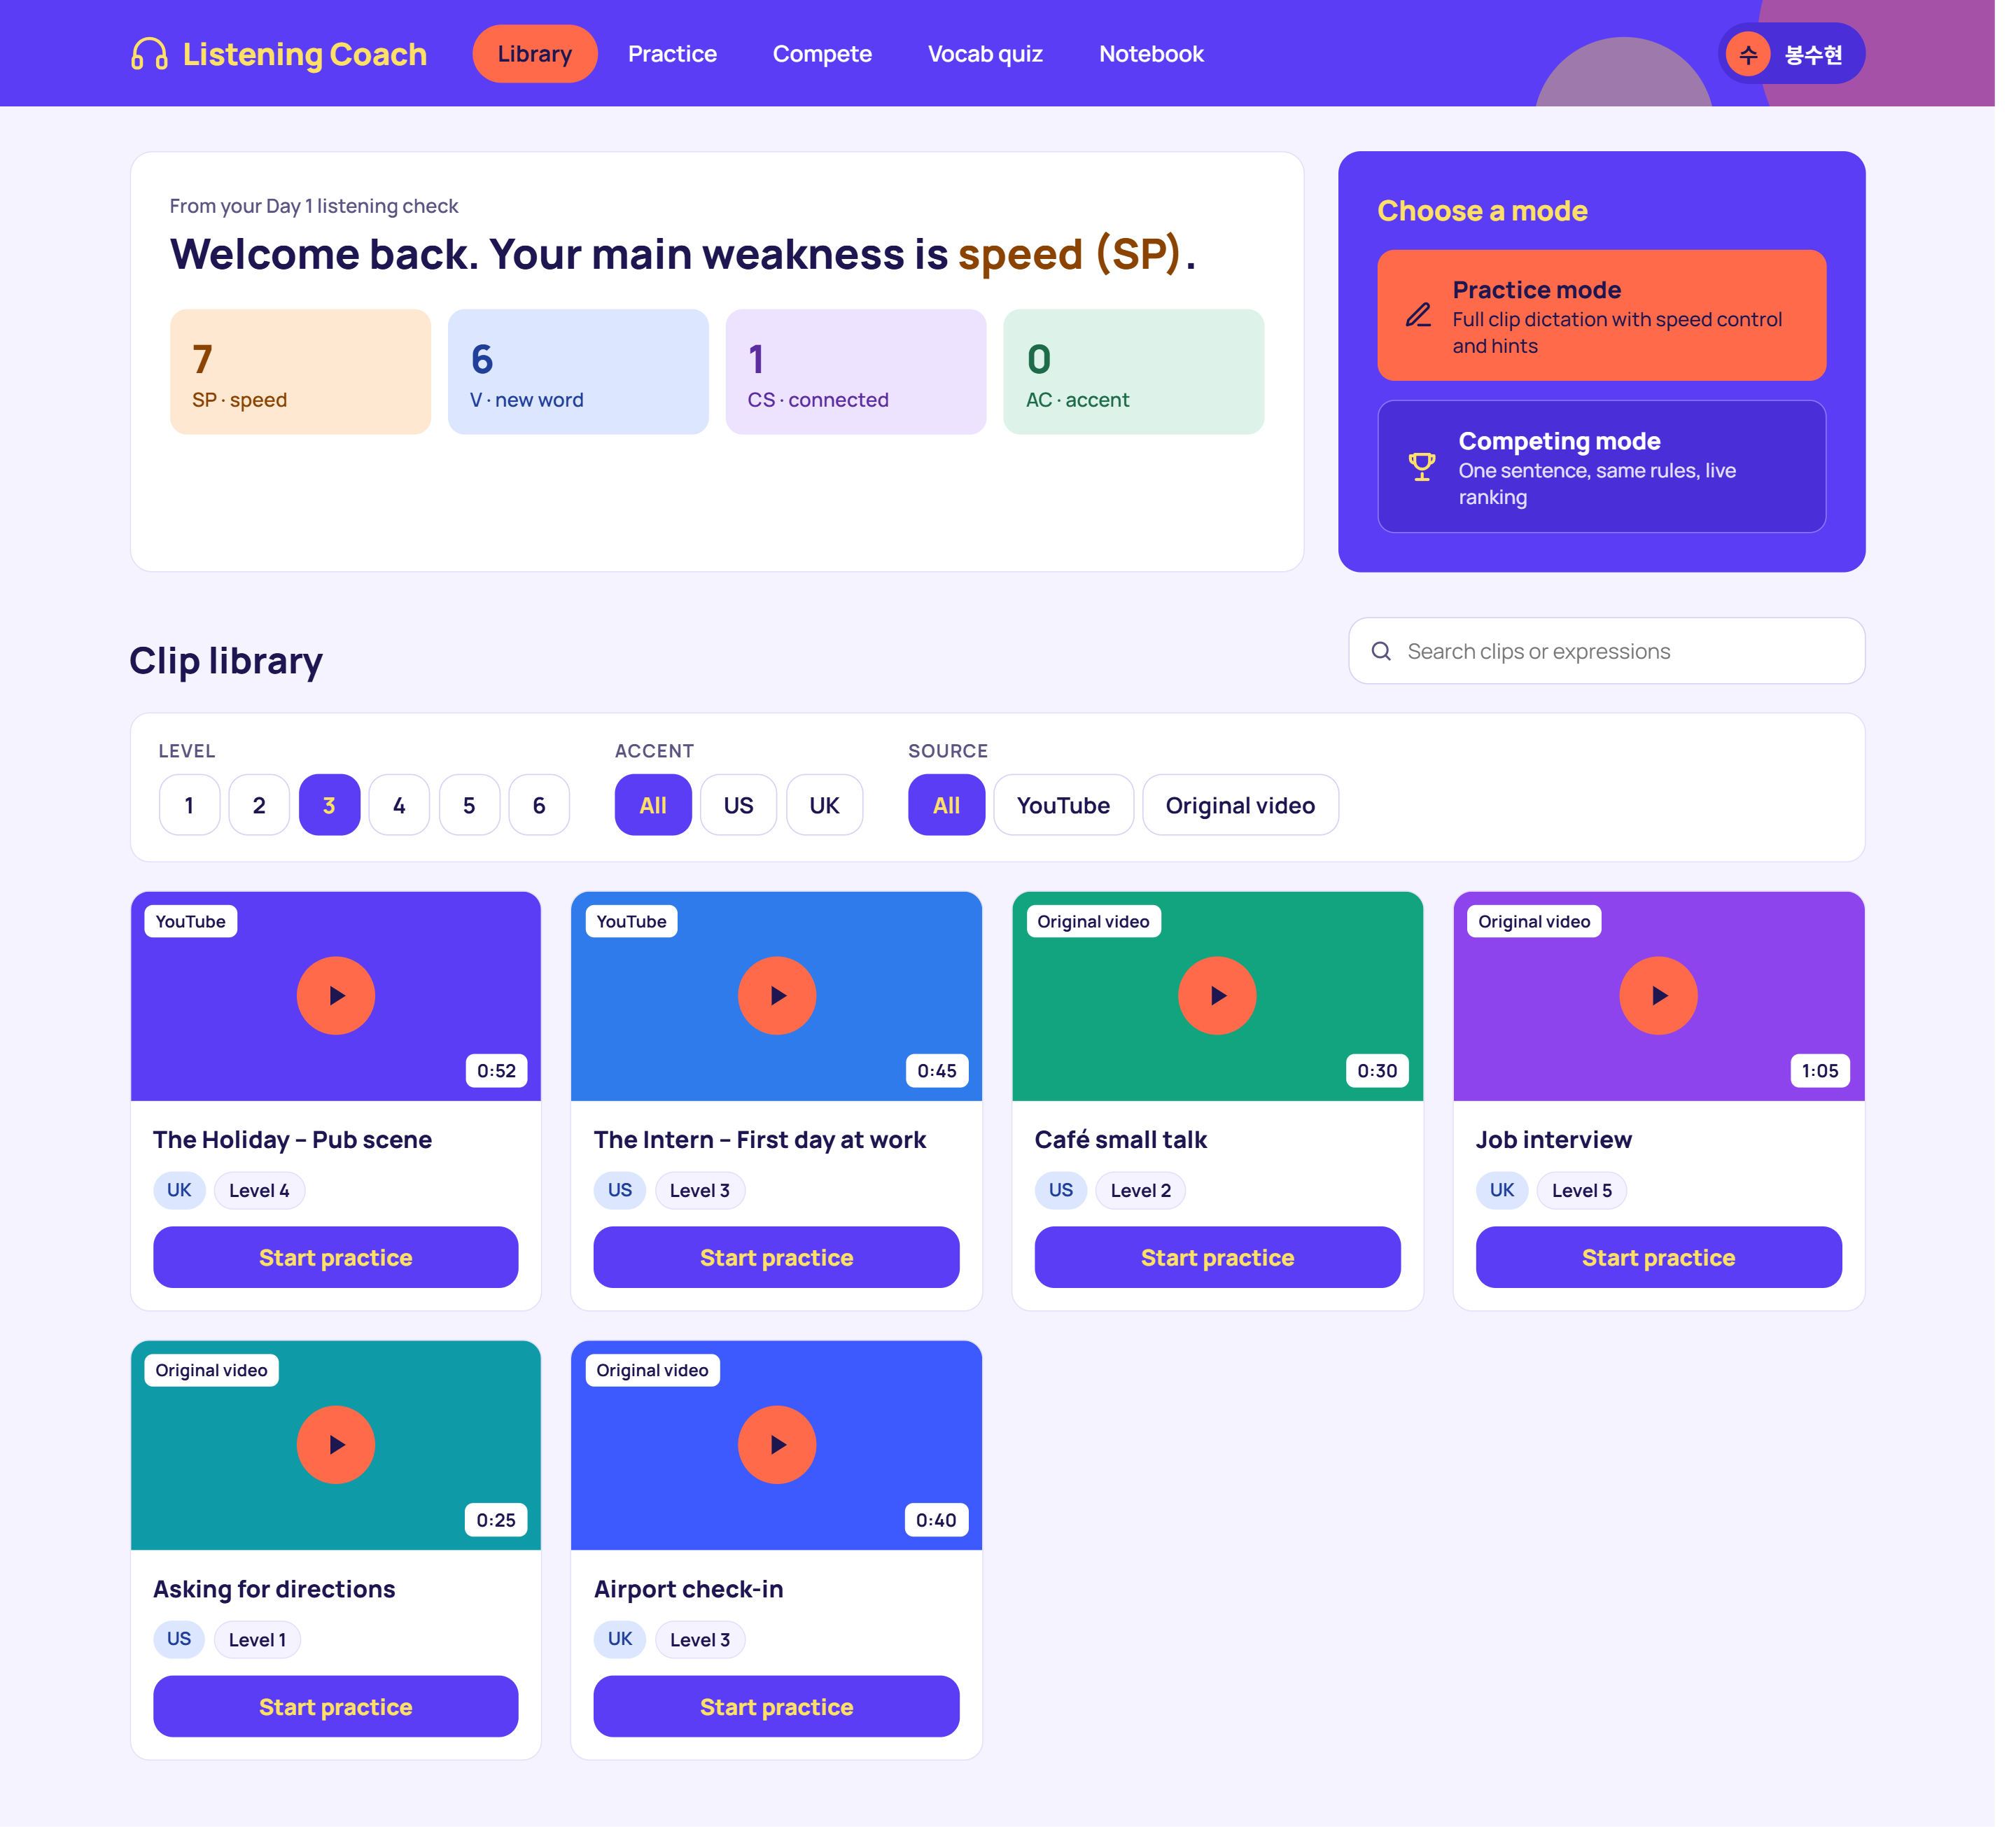 Listening Coach
Library
Practice
Compete
Vocab quiz
Notebook
수
봉수현
From your Day 1 listening check
Welcome back. Your main weakness is speed (SP).
7
SP · speed
6
V · new word
1
CS · connected
0
AC · accent
Choose a mode
Practice mode
Full clip dictation with speed control
and hints
Competing mode
One sentence, same rules, live
ranking
Clip library
Search clips or expressions
LEVEL
1
2
3
4
5
6
ACCENT
All
US
UK
SOURCE
All
YouTube
Original video
YouTube
0:52
The Holiday – Pub scene
UK
Level 4
Start practice
YouTube
0:45
The Intern – First day at work
US
Level 3
Start practice
Original video
0:30
Café small talk
US
Level 2
Start practice
Original video
1:05
Job interview
UK
Level 5
Start practice
Original video
0:25
Asking for directions
US
Level 1
Start practice
Original video
0:40
Airport check-in
UK
Level 3
Start practice